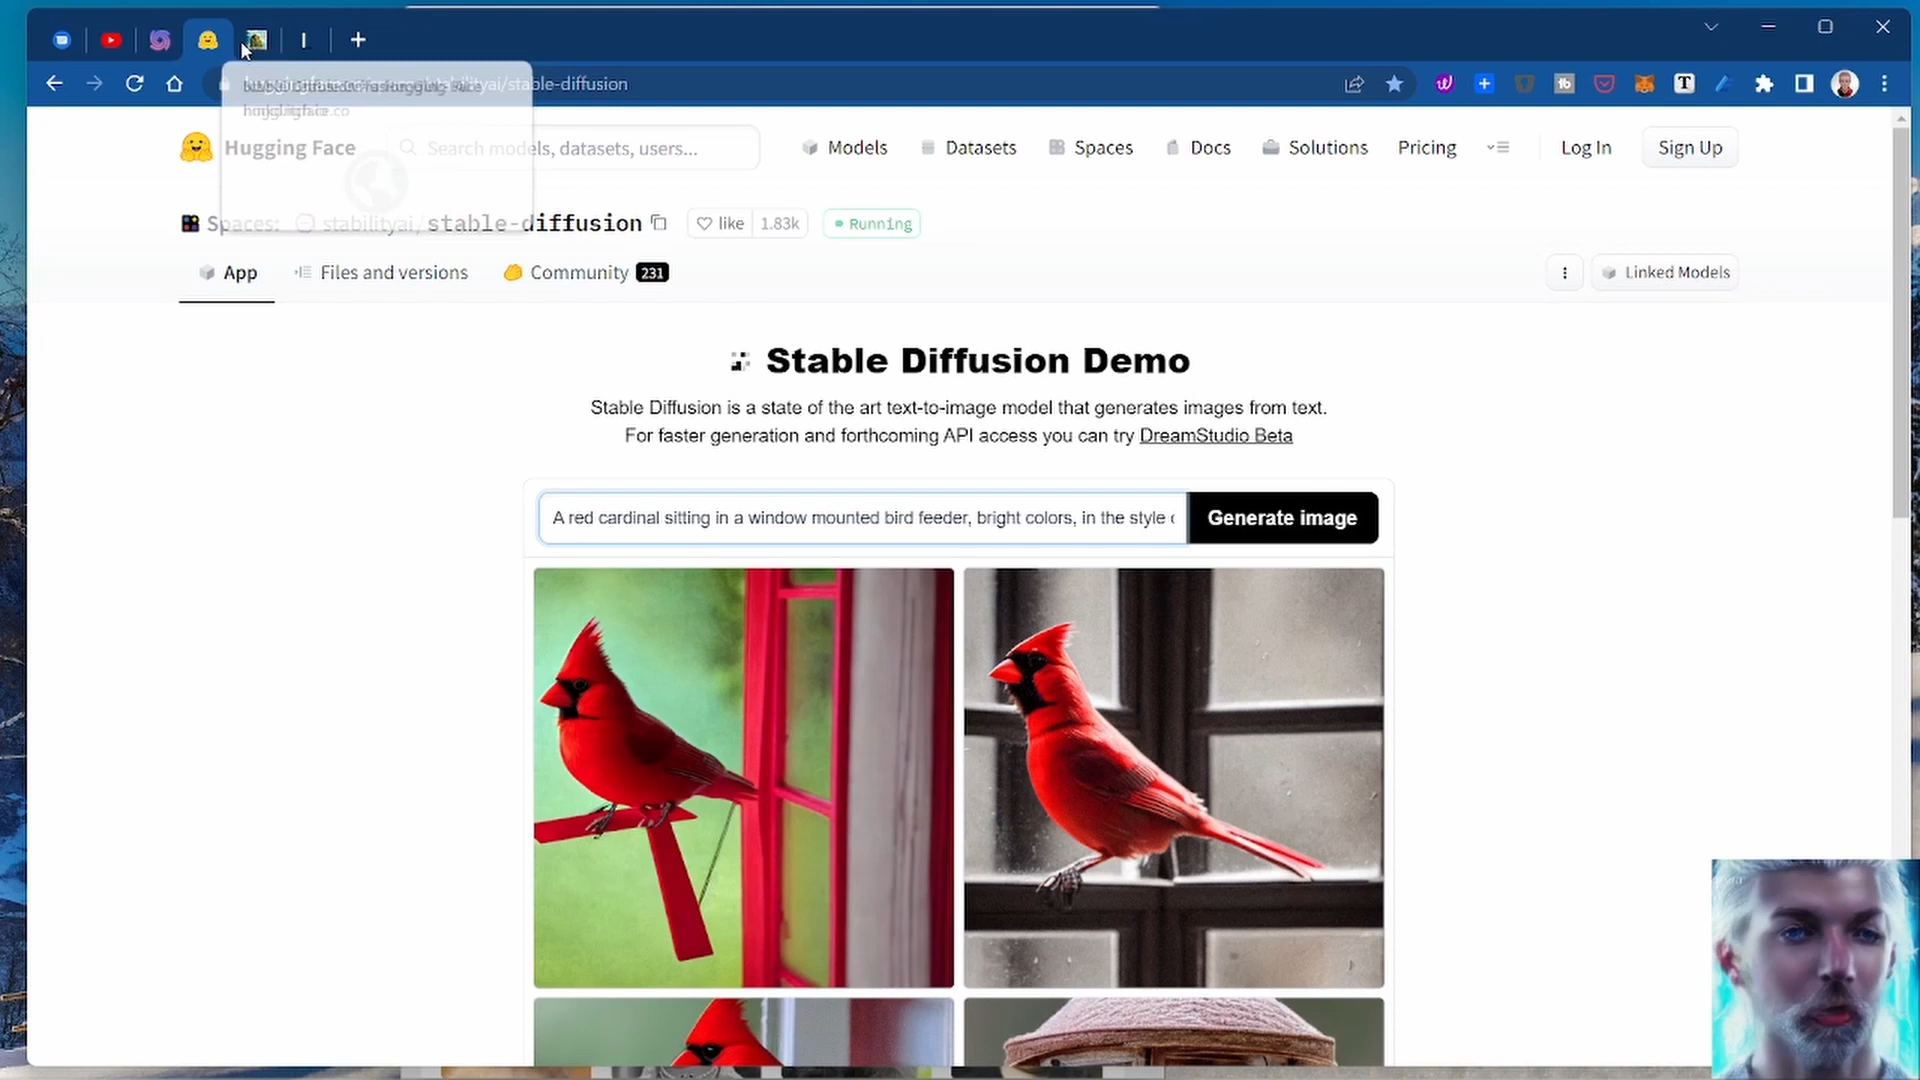 stable-diffusion
Hugging Face
Search models, datasets, users...
Models
Datasets
Spaces
Docs
Solutions
Pricing
Log In
Sign Up
Spaces: stabilityai/stable-diffusion
like 1.83k
Running
App
Files and versions
Community 231
Linked Models
Stable Diffusion Demo
Stable Diffusion is a state of the art text-to-image model that generates images from text.
For faster generation and forthcoming API access you can try DreamStudio Beta
A red cardinal sitting in a window mounted bird feeder, bright colors, in the style
Generate image